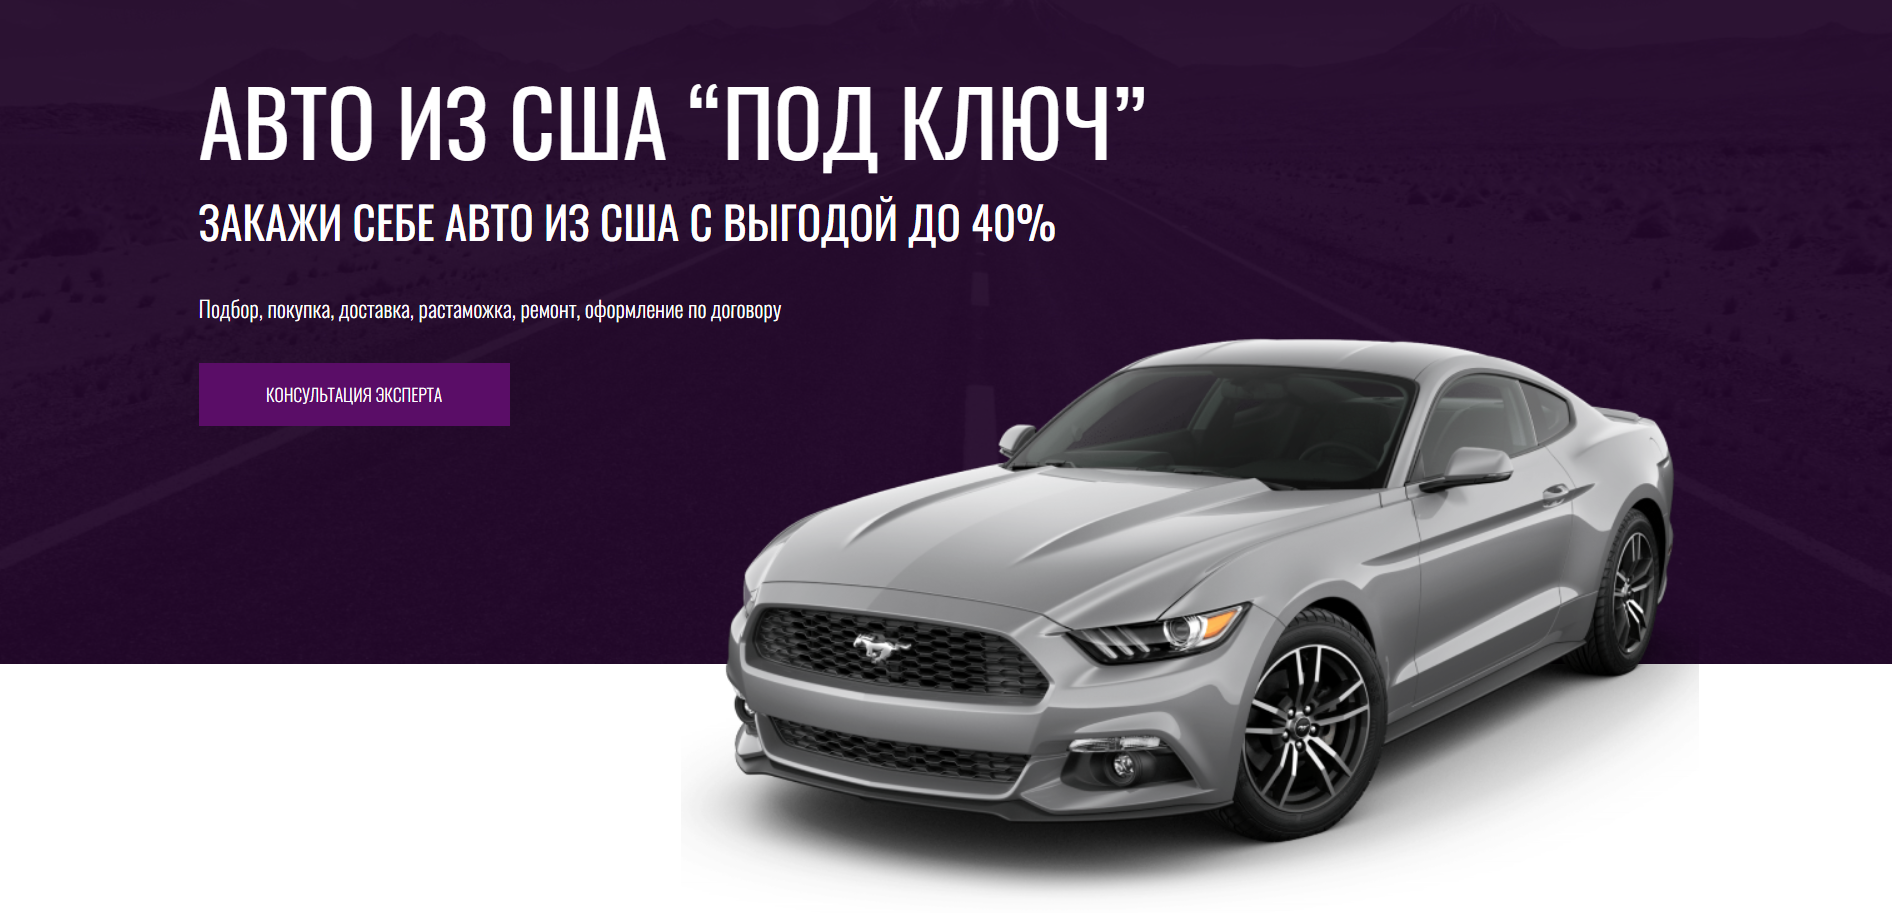 АВТО ИЗ США “ПОД КЛЮЧ”
ЗАКАЖИ СЕБЕ АВТО ИЗ США С ВЫГОДОЙ ДО 40%
Подбор, покупка, доставка, растаможка, ремонт, оформление по договору
КОНСУЛЬТАЦИЯ ЭКСПЕРТА